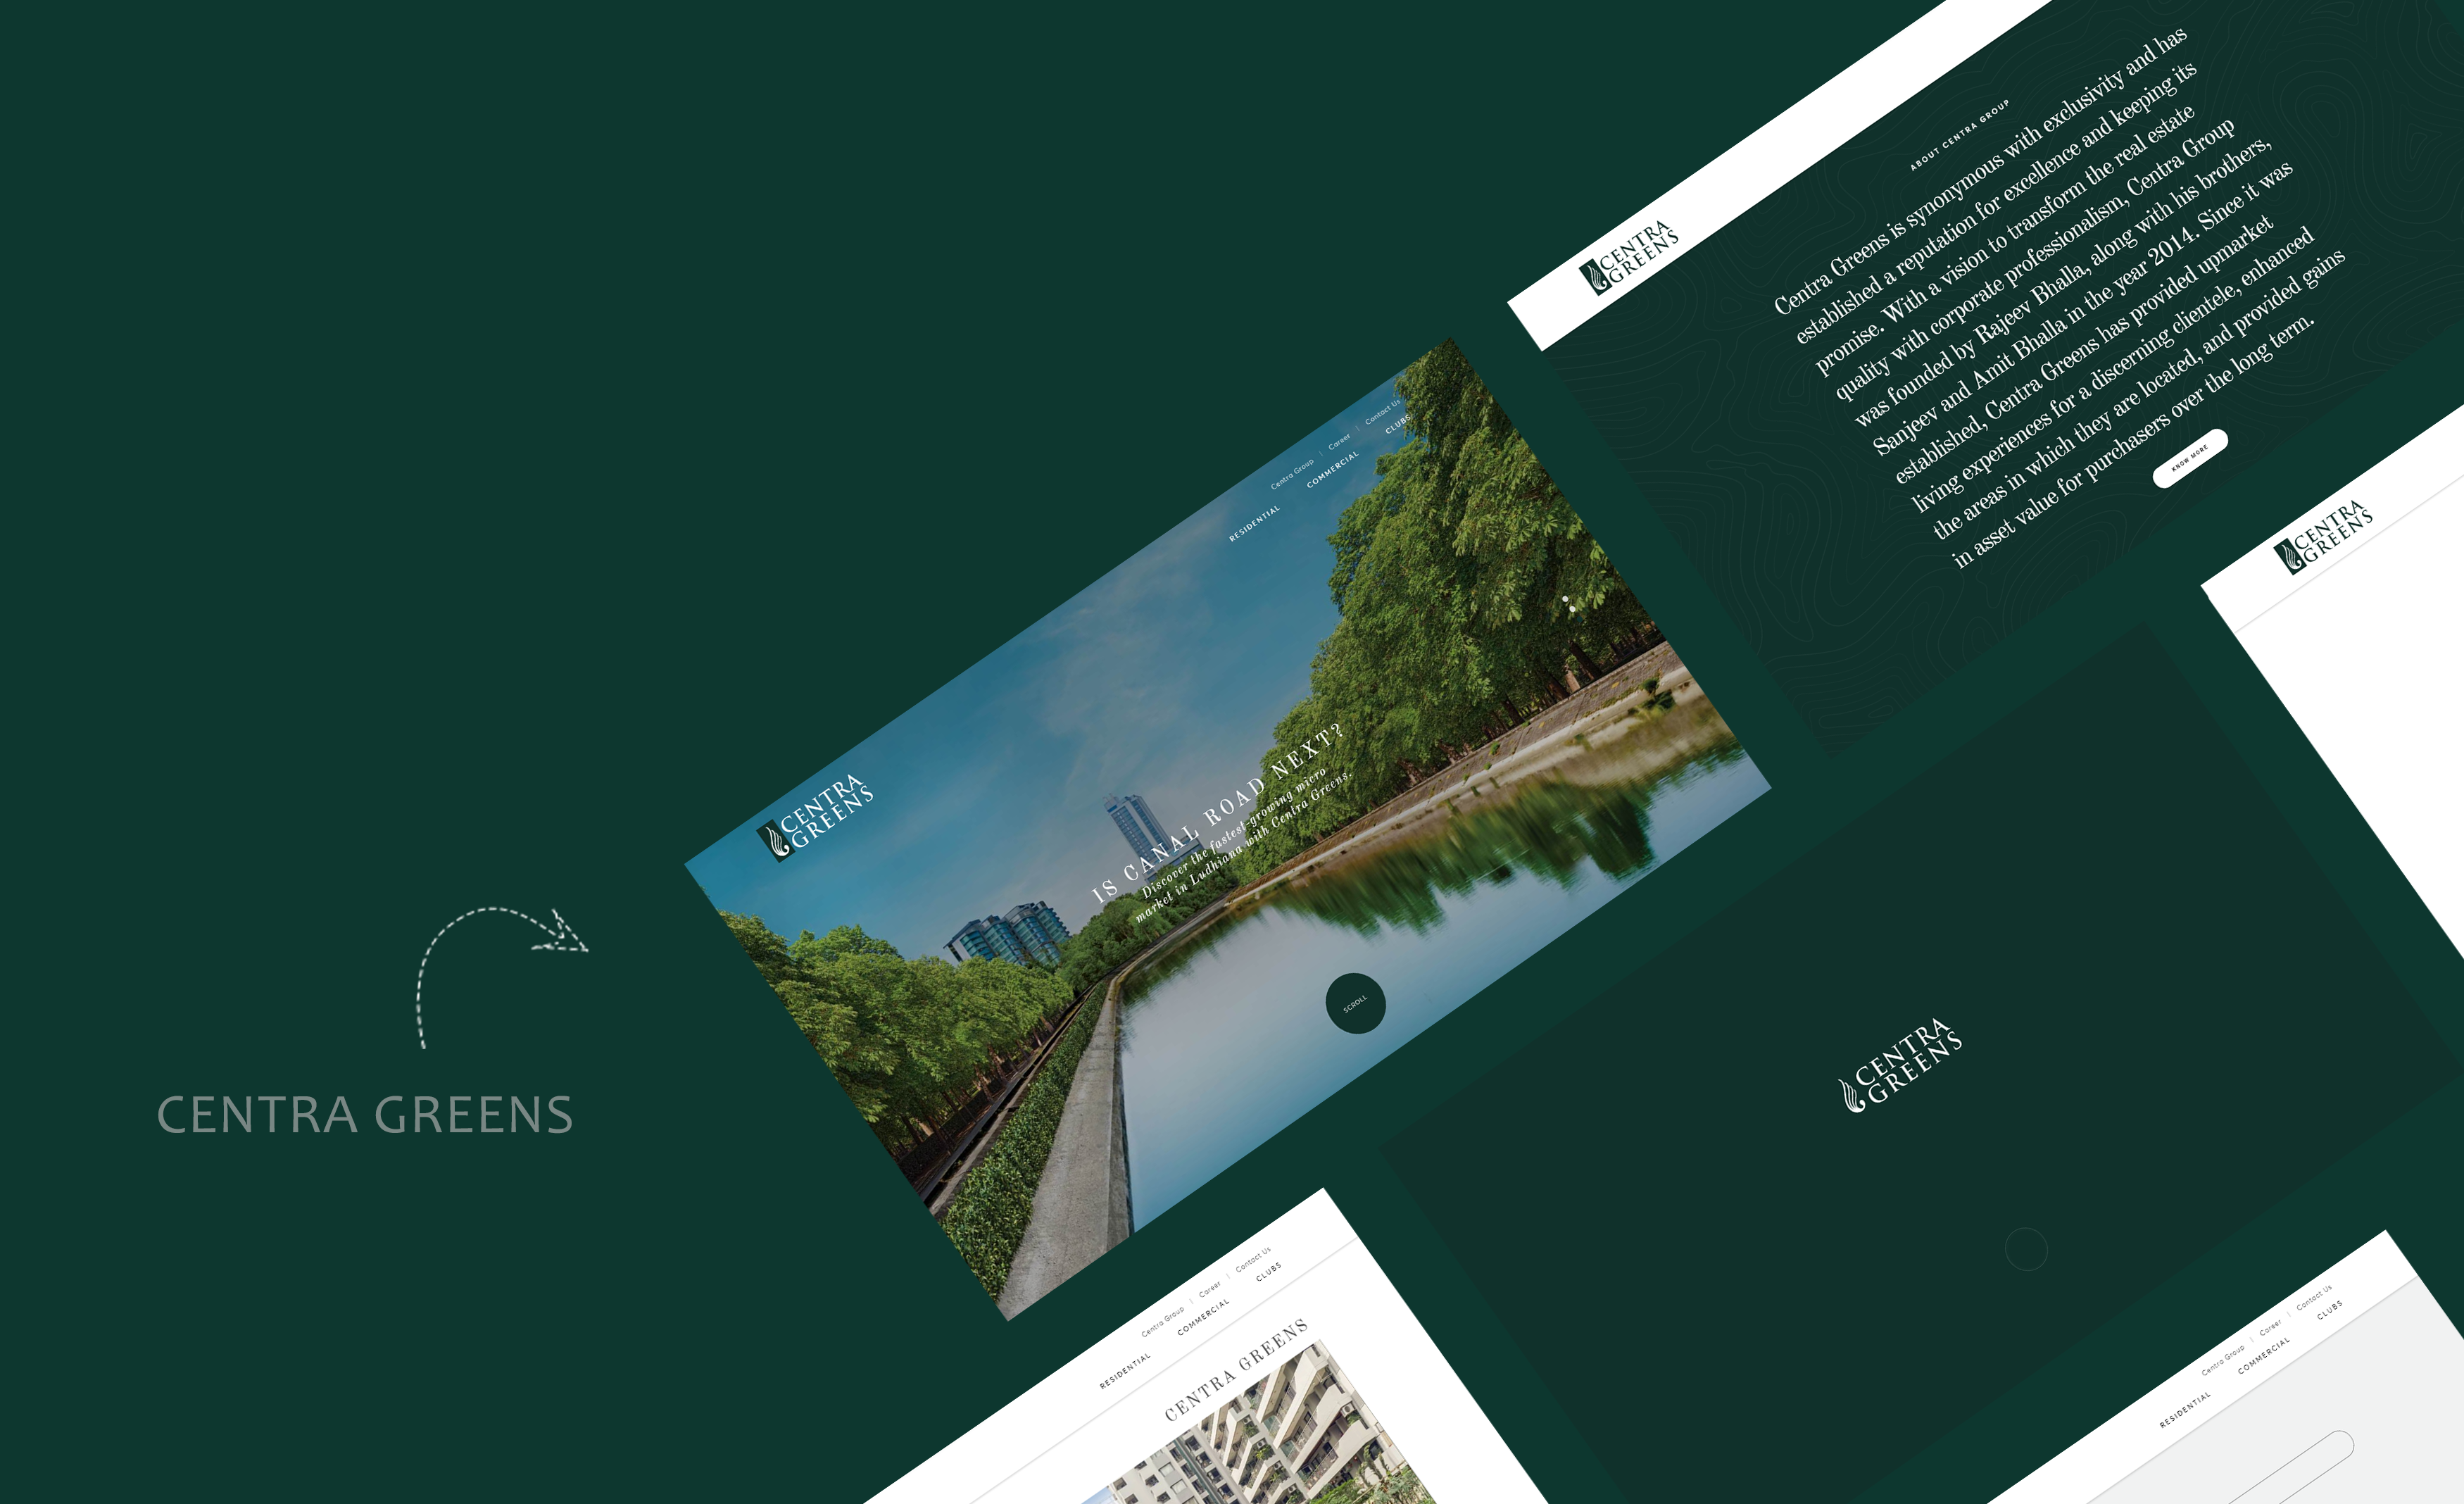 CENTRA GREENS
CENTRA
GREENS
Centra Group | Career | Contact Us
RESIDENTIAL COMMERCIAL CLUBS
IS CANAL ROAD NEXT?
Discover the fastest-growing micro
market in Ludhiana with Centra Greens.
SCROLL
CENTRA
GREENS
ABOUT CENTRA GROUP
Centra Greens is synonymous with exclusivity and has
established a reputation for excellence and keeping its
promise. With a vision to transform the real estate
quality with corporate professionalism, Centra Group
was founded by Rajeev Bhalla, along with his brothers,
Sanjeev and Amit Bhalla in the year 2014. Since it was
established, Centra Greens has provided upmarket
living experiences for a discerning clientele, enhanced
the areas in which they are located, and provided gains
in asset value for purchasers over the long term.
KNOW MORE
CENTRA
GREENS
CENTRA
GREENS
Centra Group | Career | Contact Us
RESIDENTIAL COMMERCIAL CLUBS
CENTRA GREENS
Centra Group | Career | Contact Us
RESIDENTIAL COMMERCIAL CLUBS